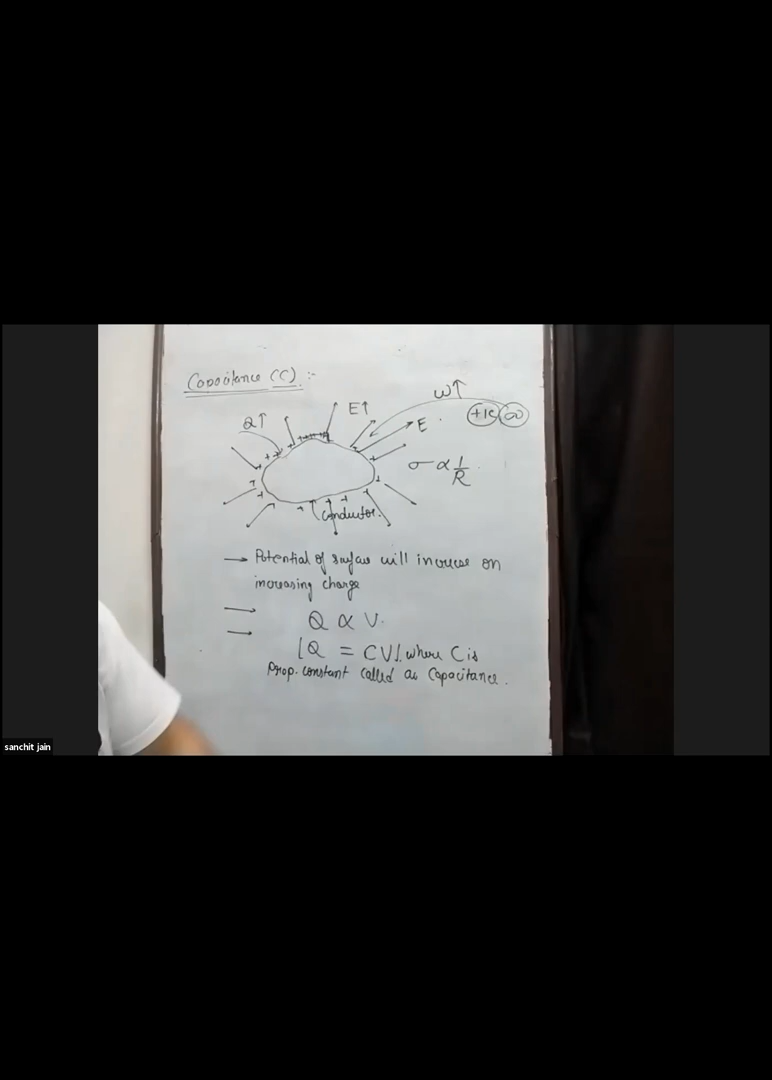 Capacitance (C) :-
W↑
Q↑
E↑
+1C ∞
E
σ ∝ 1/R
Conductor.
→ Potential of surface will increase on
increasing charge
→ Q ∝ V.
→ |Q = CV|. where C is
Prop. constant called as Capacitance.
sanchit jain